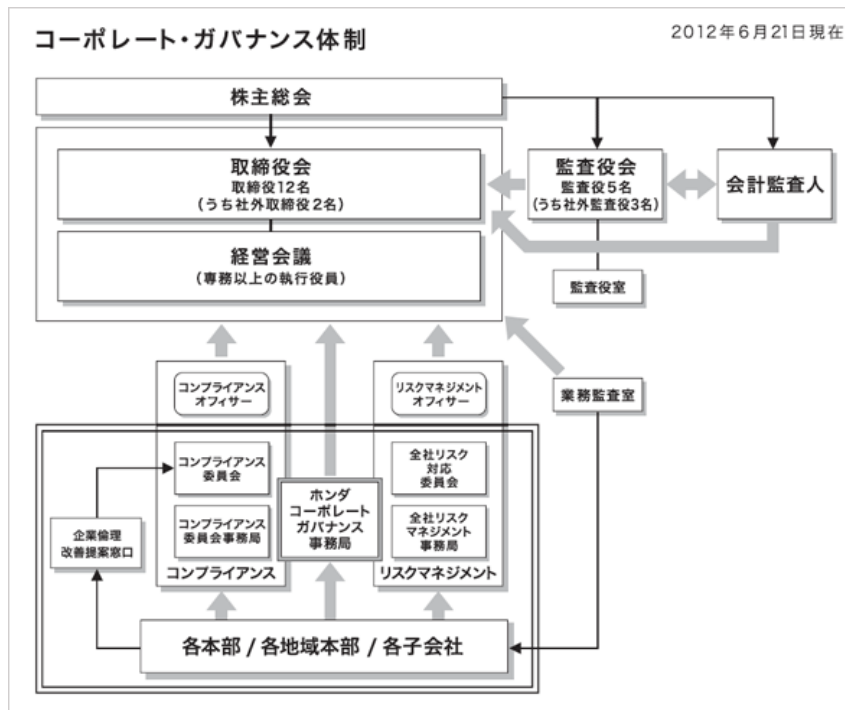 コーポレート・ガバナンス体制
2012年6月21日現在
株主総会
取締役会
取締役12名
(うち社外取締役2名)
監査役会
監査役5名
(うち社外監査役3名)
会計監査人
経営会議
(専務以上の執行役員)
監査役室
コンプライアンス
オフィサー
リスクマネジメント
オフィサー
業務監査室
コンプライアンス
委員会
全社リスク
対応
委員会
ホンダ
コーポレート
ガバナンス
事務局
企業倫理
改善提案窓口
コンプライアンス
委員会事務局
全社リスク
マネジメント
事務局
コンプライアンス
リスクマネジメント
各本部 / 各地域本部 / 各子会社